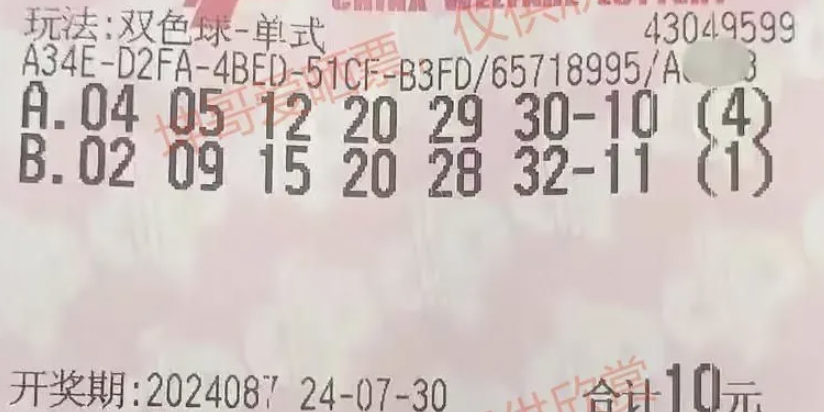 玩法:双色球-单式 43049599
A34E-D2FA-4BED-51CF-B3FD/65718995/A 3
A.04 05 12 20 29 30-10 (4)
B.02 09 15 20 28 32-11 (1)
开奖期:2024087 24-07-30 合计10元